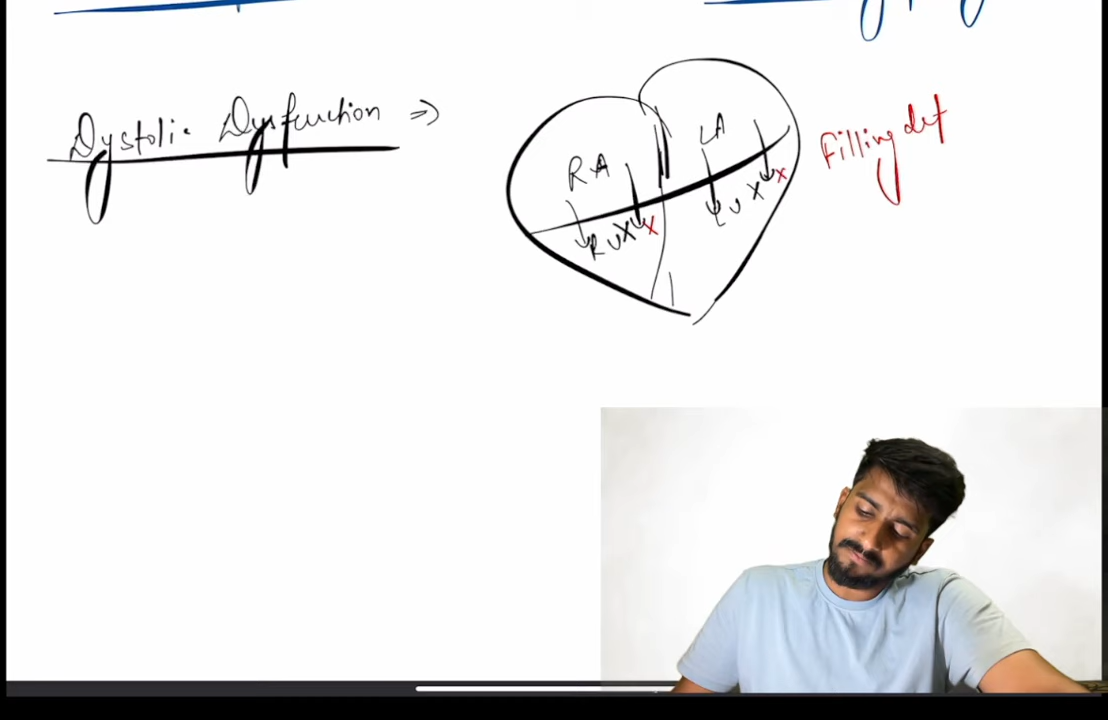 Dystolic Dysfunction ⇒
RA
LA
RV X X
LV X X
Filling def